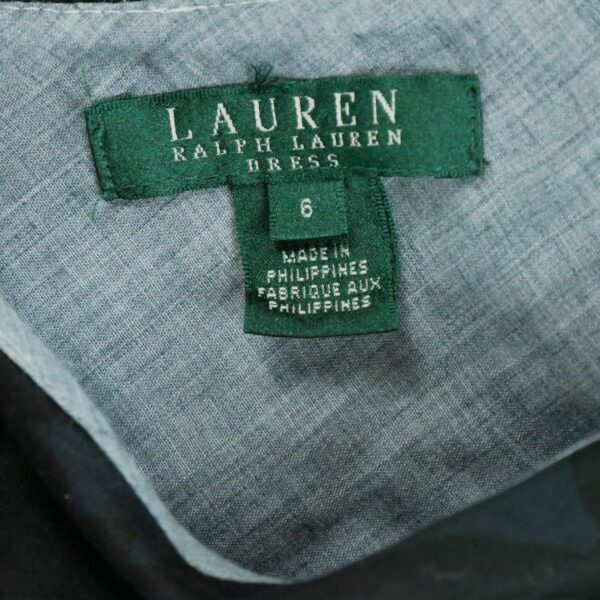 LAUREN
RALPH LAUREN
DRESS
6
MADE IN
PHILIPPINES
FABRIQUE AUX
PHILIPPINES